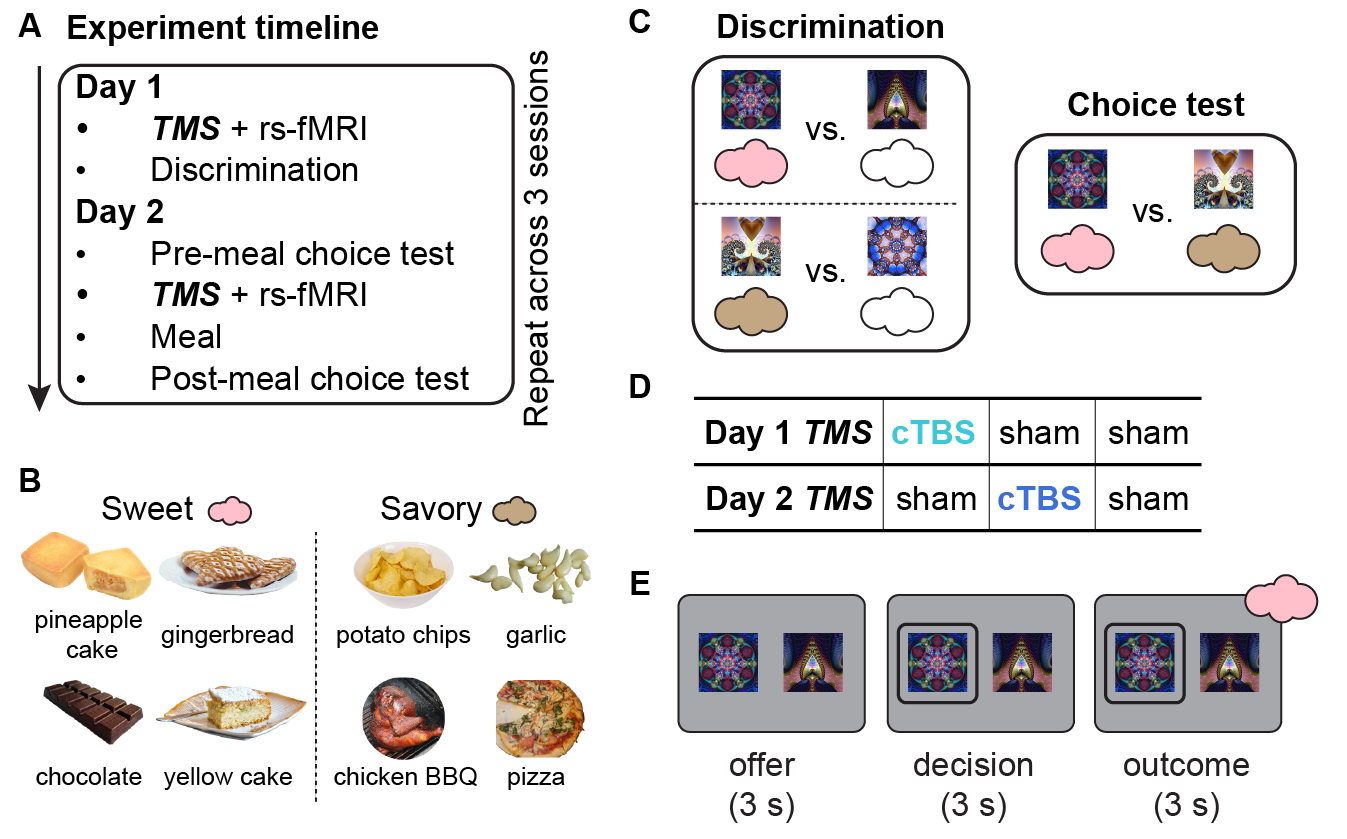 A Experiment timeline
Day 1
• TMS + rs-fMRI
• Discrimination
Day 2
• Pre-meal choice test
• TMS + rs-fMRI
• Meal
• Post-meal choice test
Repeat across 3 sessions
B
Sweet
Savory
pineapple
cake
gingerbread
potato chips
garlic
chocolate
yellow cake
chicken BBQ
pizza
C
Discrimination
vs.
vs.
Choice test
vs.
D
Day 1 TMS cTBS sham sham
Day 2 TMS sham cTBS sham
E
offer
(3 s)
decision
(3 s)
outcome
(3 s)